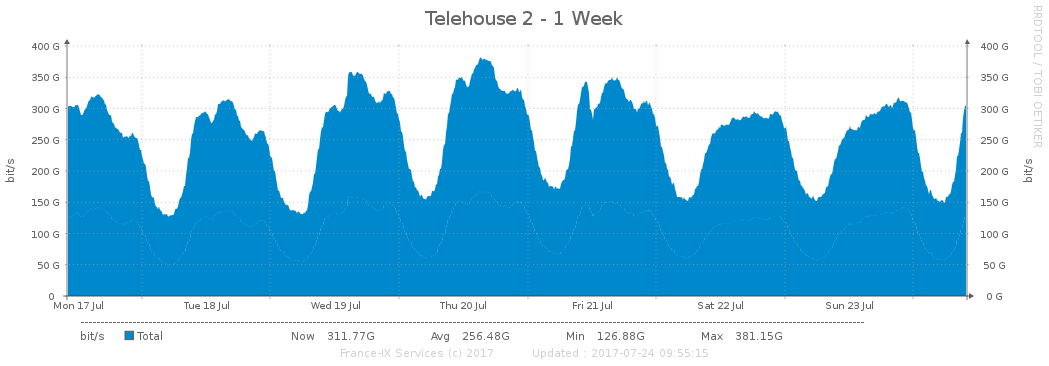 Telehouse 2 - 1 Week
RRDTOOL / TOBI OETIKER
400 G 400 G
350 G 350 G
300 G 300 G
250 G 250 G
200 G 200 G
150 G 150 G
100 G 100 G
50 G 50 G
0 0 G
bit/s
bit/s
Mon 17 Jul Tue 18 Jul Wed 19 Jul Thu 20 Jul Fri 21 Jul Sat 22 Jul Sun 23 Jul
bit/s Total Now 311.77G Avg 256.48G Min 126.88G Max 381.15G
France-IX Services (c) 2017 Updated : 2017-07-24 09:55:15